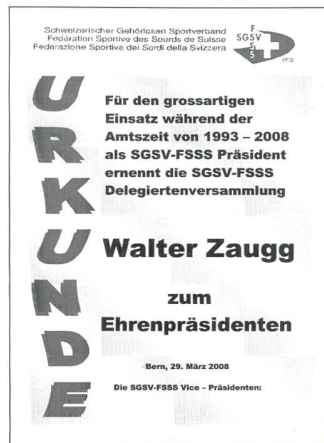 Schweizerischer Gehörlosen Sportverband
Fédération Sportive des Sourds de Suisse
Federazione Sportiva dei Sordi della Svizzera
F
SGSV
S
S
URKUNDE
Für den grossartigen
Einsatz während der
Amtszeit von 1993 – 2008
als SGSV-FSSS Präsident
ernennt die SGSV-FSSS
Delegiertenversammlung
Walter Zaugg
zum
Ehrenpräsidenten
Bern, 29. März 2008
Die SGSV-FSSS Vice – Präsidenten: